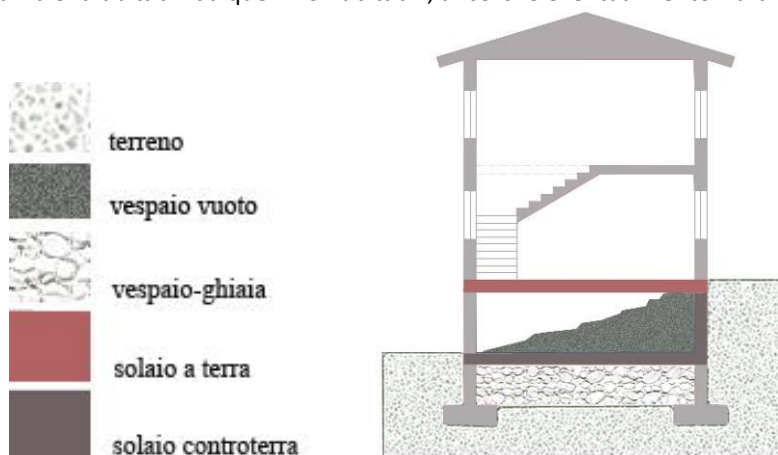 terreno
vespaio vuoto
vespaio-ghiaia
solaio a terra
solaio controterra